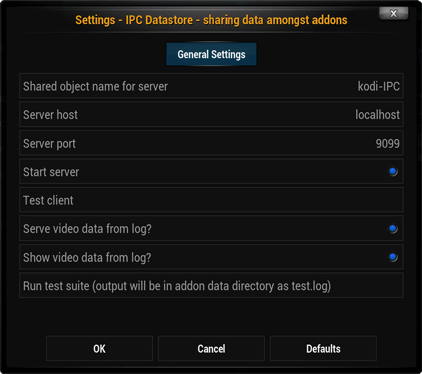 Settings - IPC Datastore - sharing data amongst addons
X
General Settings
Shared object name for server kodi-IPC
Server host localhost
Server port 9099
Start server
Test client
Serve video data from log?
Show video data from log?
Run test suite (output will be in addon data directory as test.log)
OK Cancel Defaults